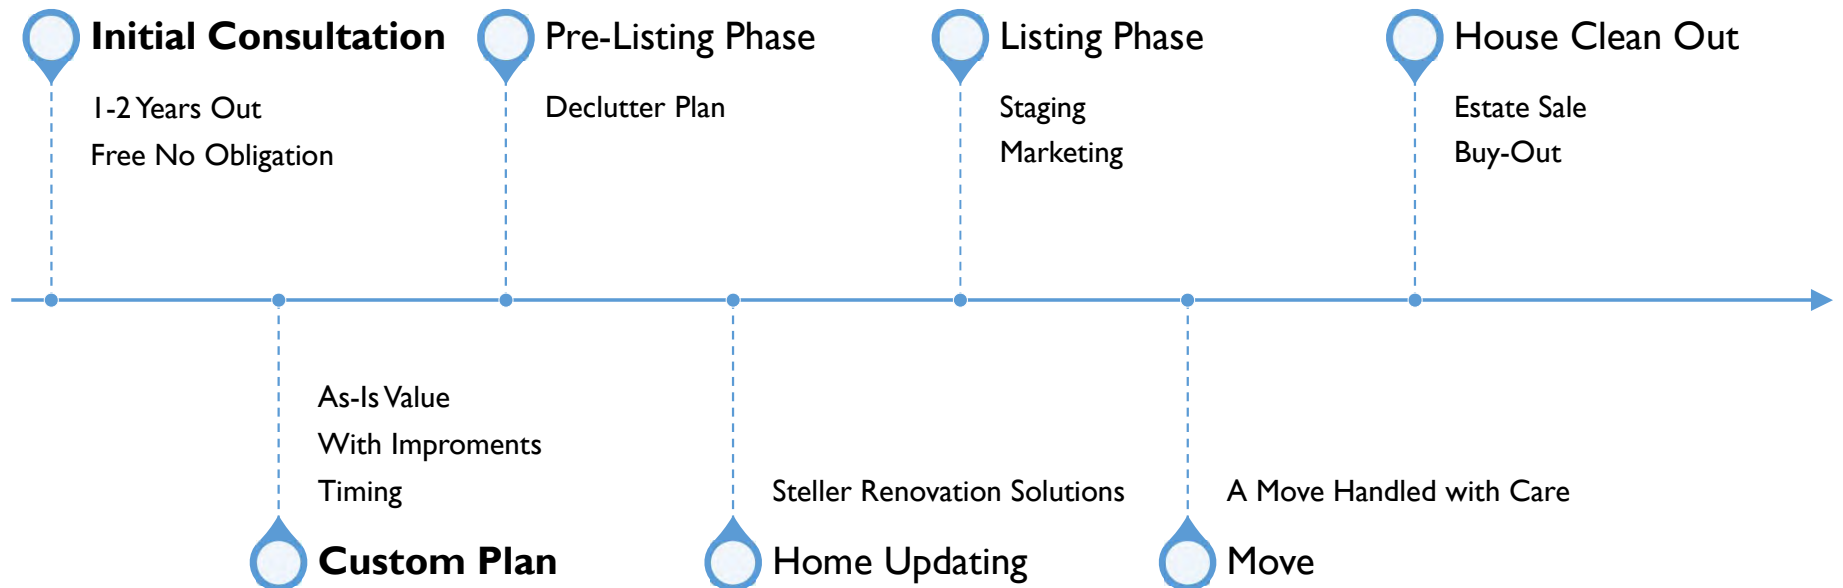 Initial Consultation
1-2 Years Out
Free No Obligation
Pre-Listing Phase
Declutter Plan
Listing Phase
Staging
Marketing
House Clean Out
Estate Sale
Buy-Out
As-Is Value
With Improments
Timing
Custom Plan
Steller Renovation Solutions
Home Updating
A Move Handled with Care
Move